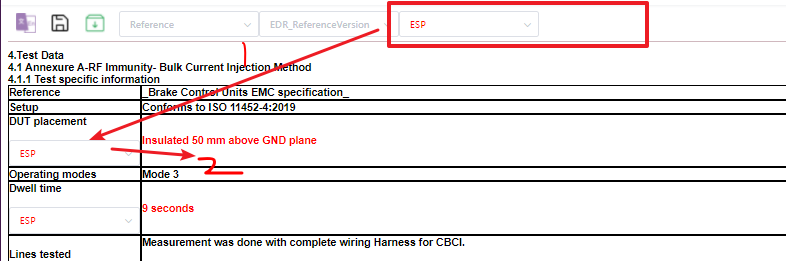 Reference EDR_ReferenceVersion ESP
1
4.Test Data
4.1 Annexure A-RF Immunity- Bulk Current Injection Method
4.1.1 Test specific information
Reference _Brake Control Units EMC specification_
Setup Conforms to ISO 11452-4:2019
DUT placement
Insulated 50 mm above GND plane
ESP
2
Operating modes Mode 3
Dwell time
9 seconds
ESP
Measurement was done with complete wiring Harness for CBCI.
Lines tested